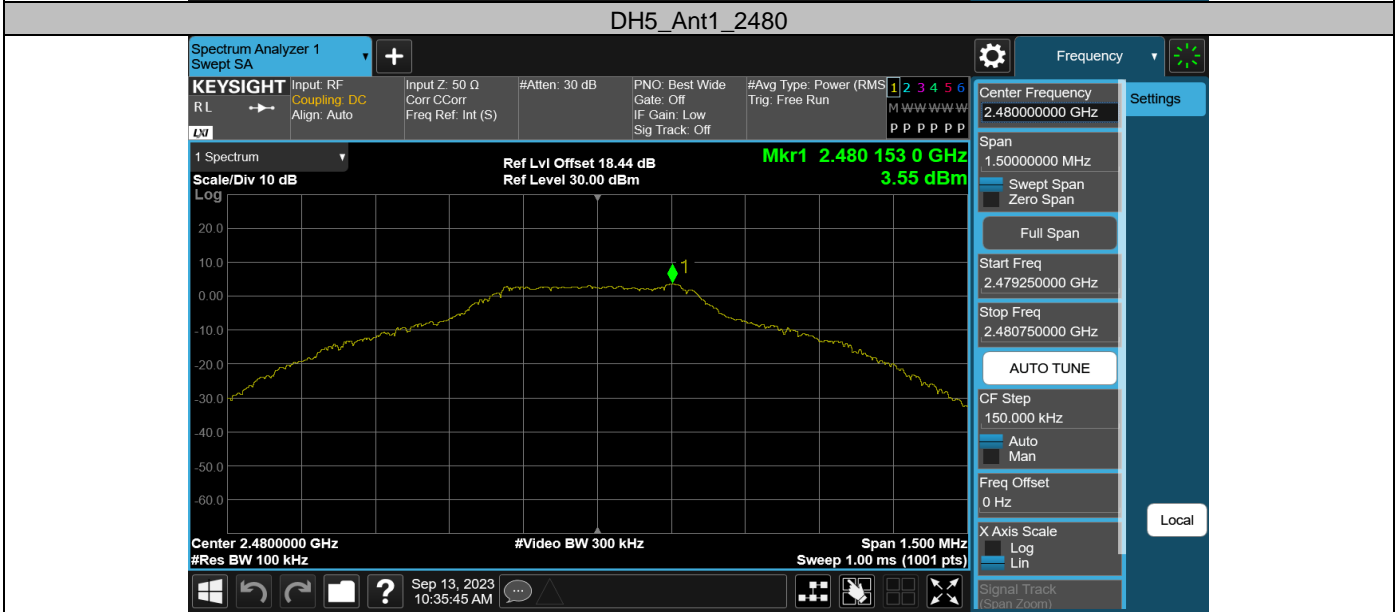 DH5_Ant1_2480
Spectrum Analyzer 1
Swept SA
+
Frequency
KEYSIGHT
R L
LXI
Input: RF
Coupling: DC
Align: Auto
Input Z: 50 Ω
Corr CCorr
Freq Ref: Int (S)
#Atten: 30 dB
PNO: Best Wide
Gate: Off
IF Gain: Low
Sig Track: Off
#Avg Type: Power (RMS
Trig: Free Run
1 2 3 4 5 6
M W W W W W
P P P P P P
1 Spectrum
Scale/Div 10 dB
Log
Ref Lvl Offset 18.44 dB
Ref Level 30.00 dBm
Mkr1 2.480 153 0 GHz
3.55 dBm
1
20.0
10.0
0.00
-10.0
-20.0
-30.0
-40.0
-50.0
-60.0
Center 2.4800000 GHz
#Video BW 300 kHz
Span 1.500 MHz
#Res BW 100 kHz
Sweep 1.00 ms (1001 pts)
Center Frequency
2.480000000 GHz
Span
1.50000000 MHz
Swept Span
Zero Span
Full Span
Start Freq
2.479250000 GHz
Stop Freq
2.480750000 GHz
AUTO TUNE
CF Step
150.000 kHz
Auto
Man
Freq Offset
0 Hz
X Axis Scale
Log
Lin
Signal Track
(Span Zoom)
Settings
Local
?
Sep 13, 2023
10:35:45 AM